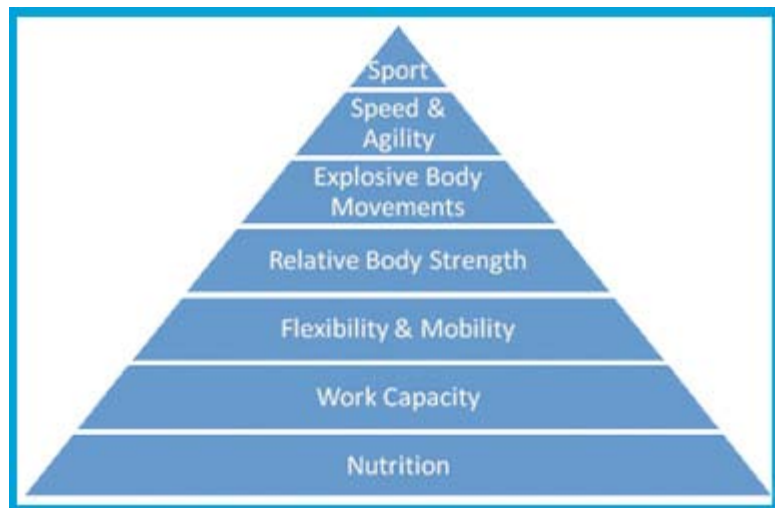 Sport
Speed &
Agility
Explosive Body
Movements
Relative Body Strength
Flexibility & Mobility
Work Capacity
Nutrition